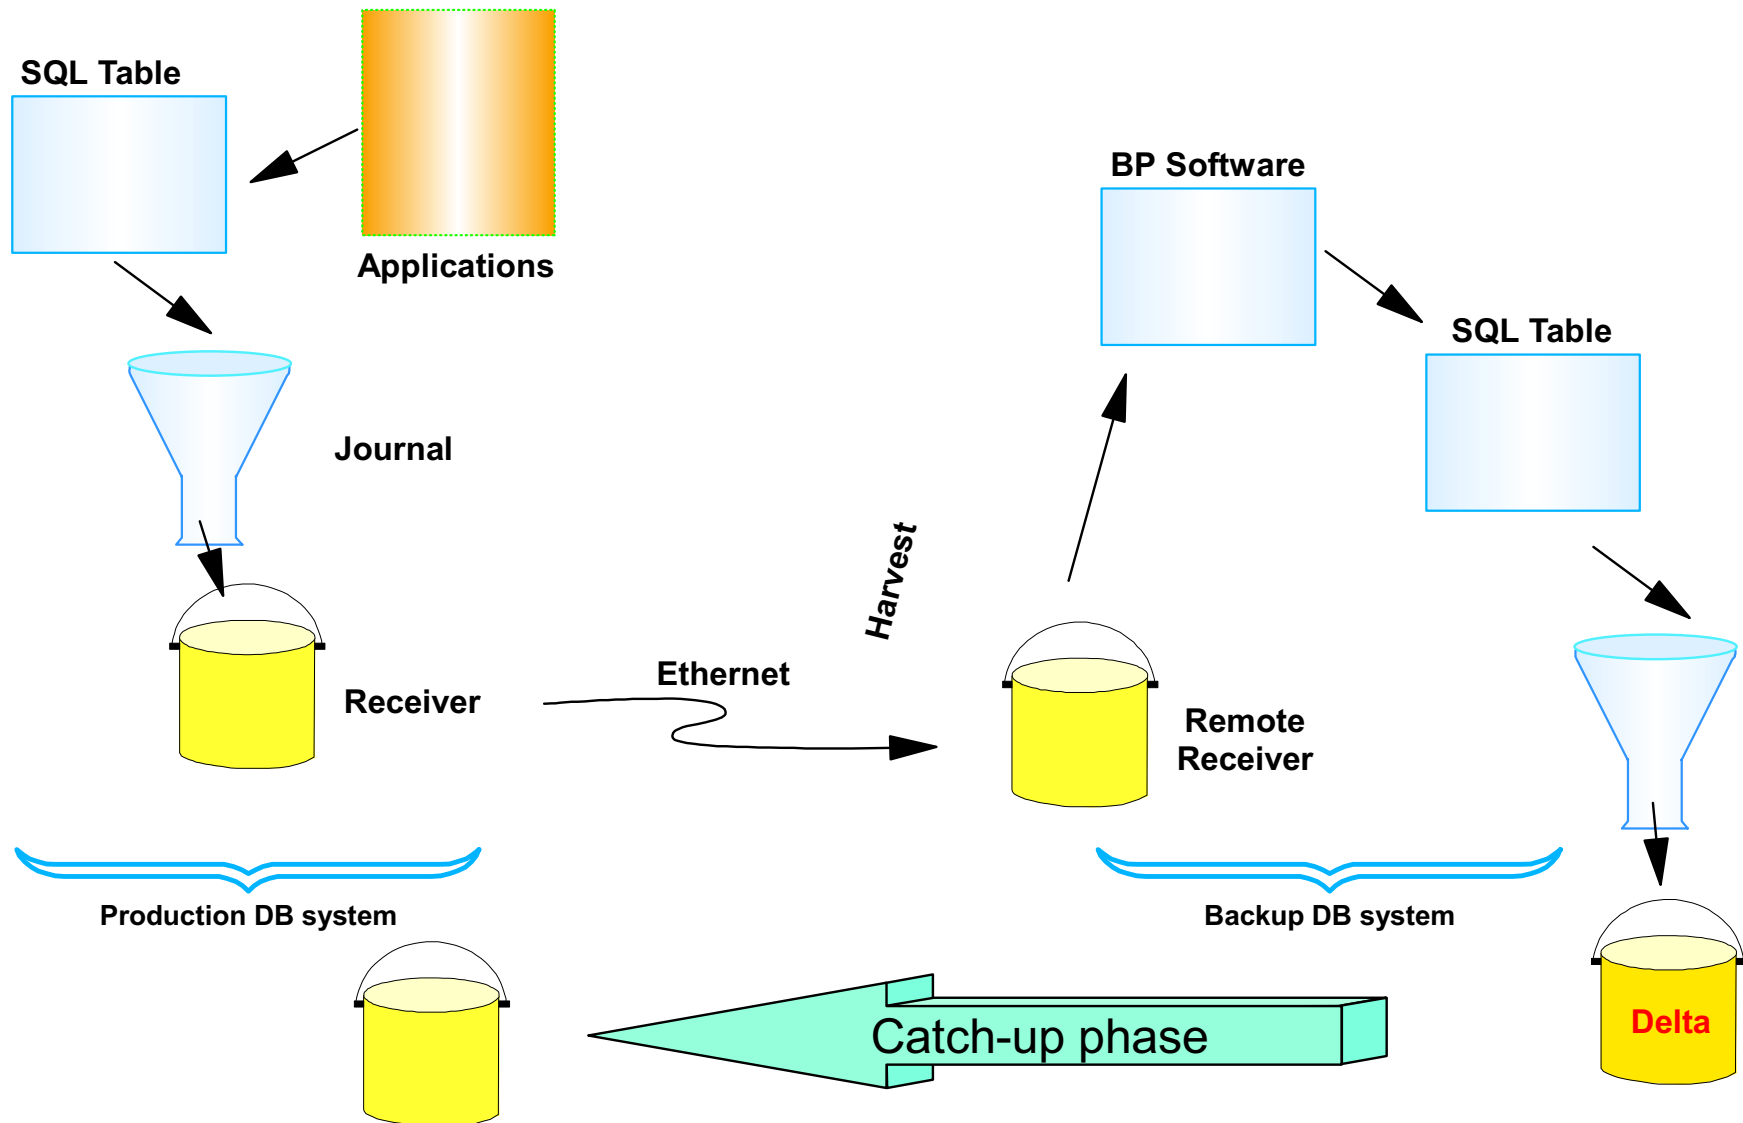 SQL Table
Applications
BP Software
SQL Table
Journal
Harvest
Ethernet
Receiver
Remote
Receiver
Production DB system
Backup DB system
Catch-up phase
Delta